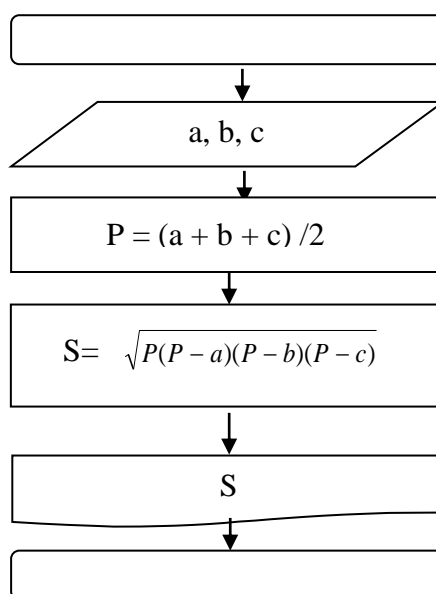 a, b, c
P = (a + b + c) /2
S= √P(P − a)(P − b)(P − c)
S